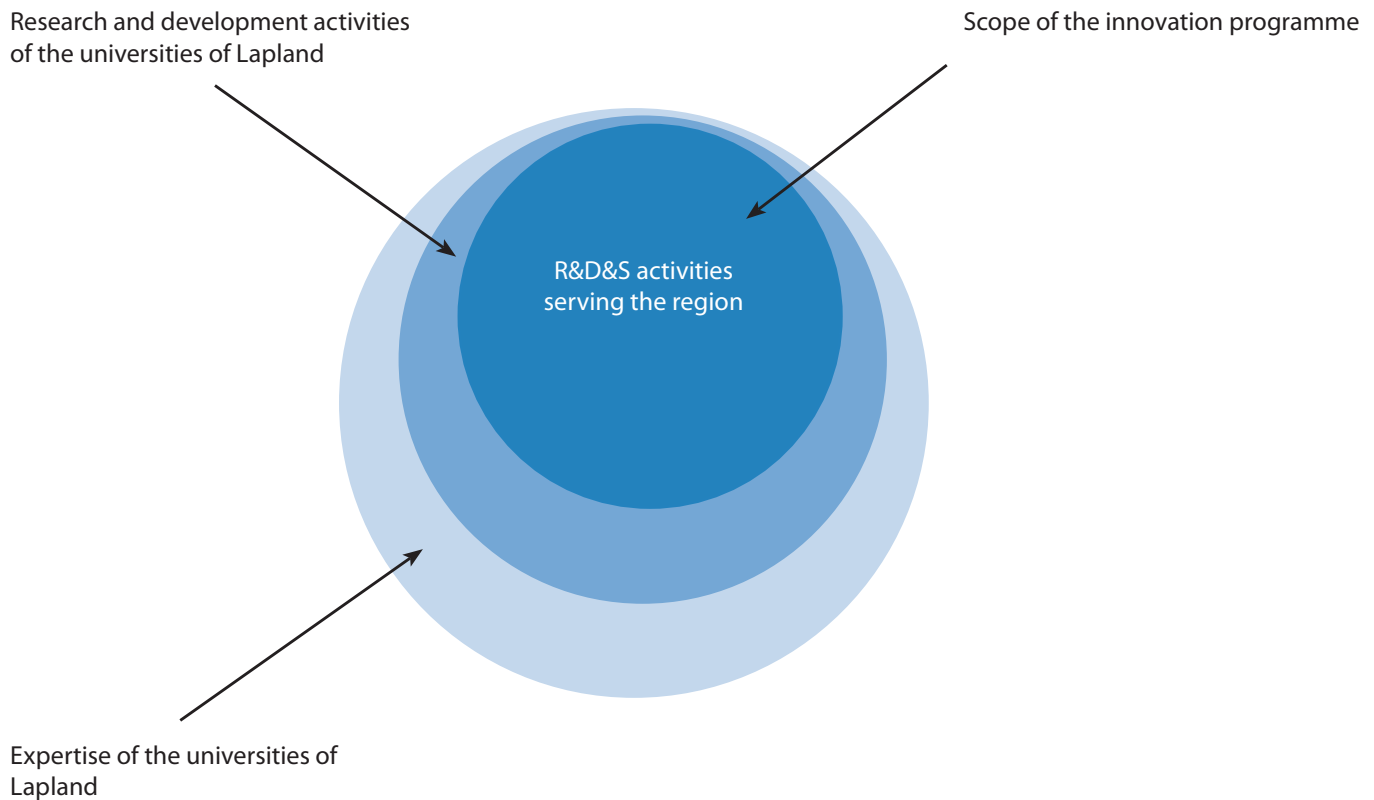 Research and development activities
of the universities of Lapland
Scope of the innovation programme
R&D&S activities
serving the region
Expertise of the universities of
Lapland